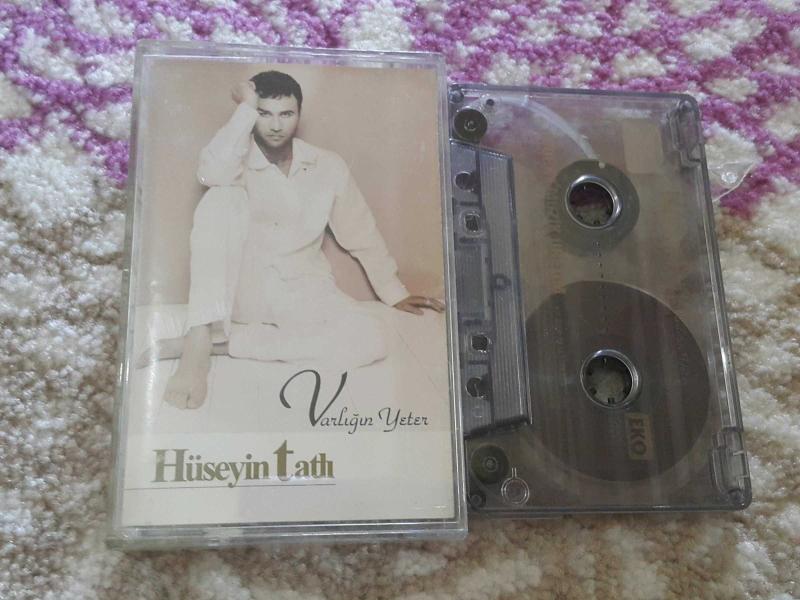 Varlığın Yeter
Hüseyin tatlı
EKO